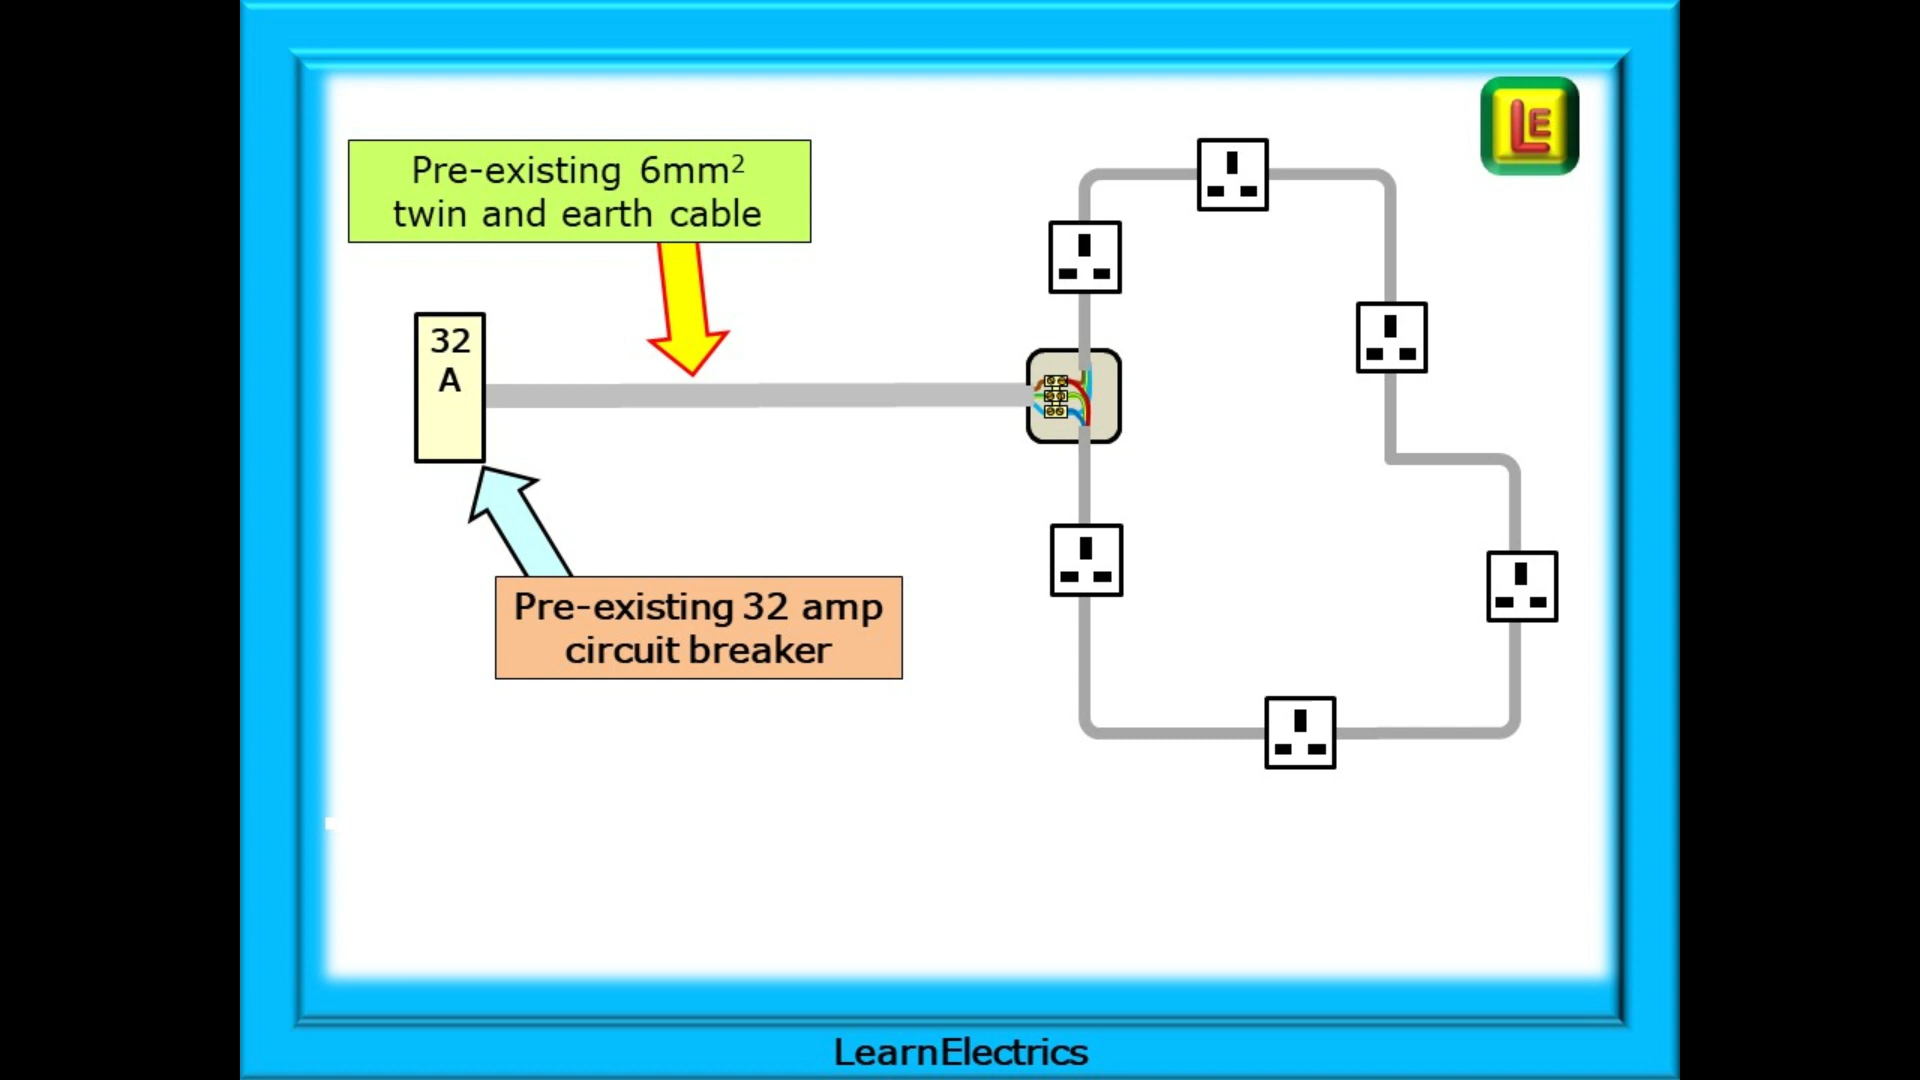 LE
Pre-existing 6mm²
twin and earth cable
32
A
Pre-existing 32 amp
circuit breaker
LearnElectrics